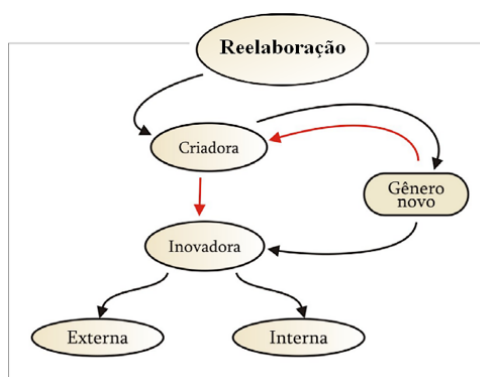 Reelaboração
Criadora
Gênero
novo
Inovadora
Externa
Interna